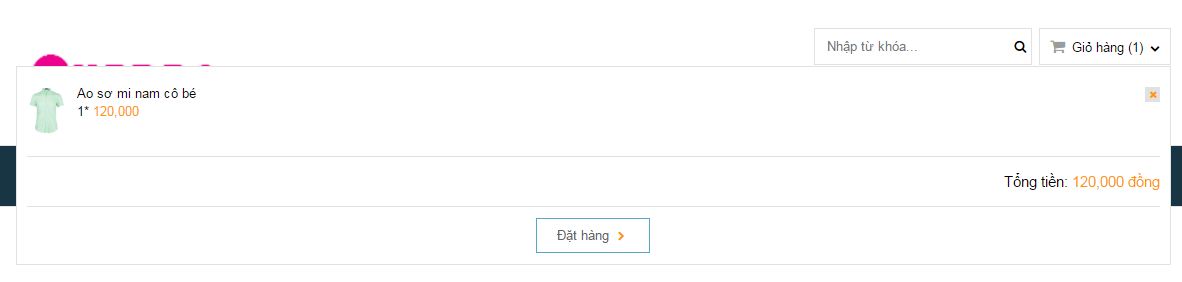 Nhập từ khóa...
Giỏ hàng (1)
Ao sơ mi nam cô bé
1* 120,000
Tổng tiền: 120,000 đồng
Đặt hàng